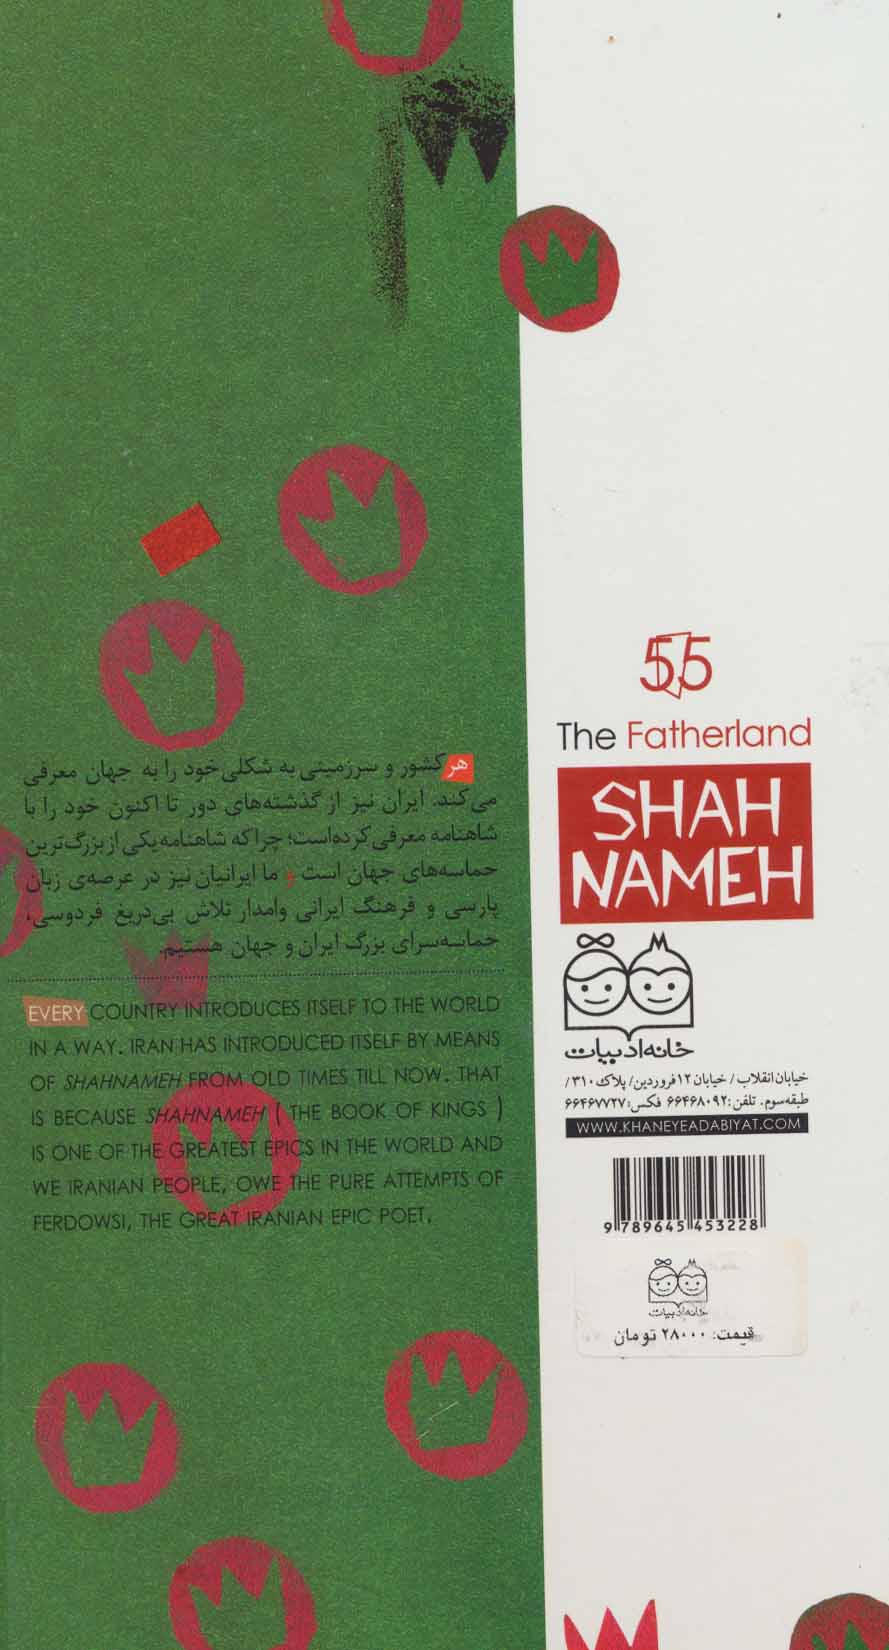 هر کشور و سرزمینی به شکلی خود را به جهان معرفی
می‌کند. ایران نیز از گذشته‌های دور تا اکنون خود را با
شاهنامه معرفی کرده‌است؛ چرا که شاهنامه یکی از بزرگ‌ترین
حماسه‌های جهان است و ما ایرانیان نیز در عرصه‌ی زبان
پارسی و فرهنگ ایرانی وامدار تلاش بی‌دریغ فردوسی،
حماسه‌سرای بزرگ ایران و جهان هستیم.
EVERY COUNTRY INTRODUCES ITSELF TO THE WORLD
IN A WAY. IRAN HAS INTRODUCED ITSELF BY MEANS
OF SHAHNAMEH FROM OLD TIMES TILL NOW. THAT
IS BECAUSE SHAHNAMEH ( THE BOOK OF KINGS )
IS ONE OF THE GREATEST EPICS IN THE WORLD AND
WE IRANIAN PEOPLE, OWE THE PURE ATTEMPTS OF
FERDOWSI, THE GREAT IRANIAN EPIC POET.
55
The Fatherland
SHAH
NAMEH
خانه ادبیات
خیابان انقلاب / خیابان ۱۲ فروردین/ پلاک ۳۱۰/
طبقه سوم. تلفن: ۶۶۴۶۸۰۹۲ فکس: ۶۶۴۶۷۷۲۷
WWW.KHANEYEADABIYAT.COM
9 789645 453228
خانه ادبیات
قیمت: ۲۸۰۰۰ تومان